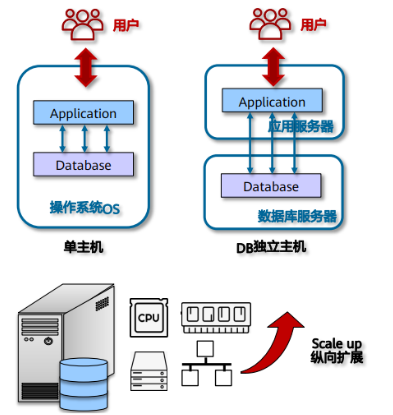 用户
用户
Application
Database
操作系统OS
单主机
Application
应用服务器
Database
数据库服务器
DB独立主机
CPU
Scale up
纵向扩展